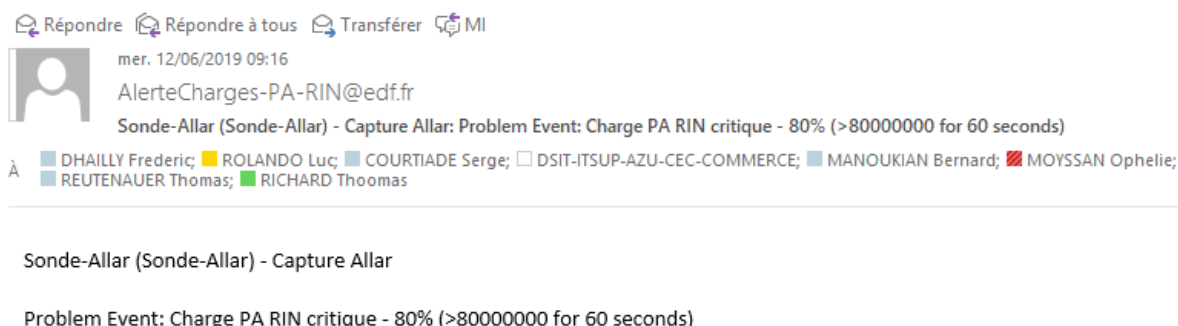 Répondre Répondre à tous Transférer MI
mer. 12/06/2019 09:16
AlerteCharges-PA-RIN@edf.fr
Sonde-Allar (Sonde-Allar) - Capture Allar: Problem Event: Charge PA RIN critique - 80% (>80000000 for 60 seconds)
À DHAILLY Frederic; ROLANDO Luc; COURTIADE Serge; DSIT-ITSUP-AZU-CEC-COMMERCE; MANOUKIAN Bernard; MOYSSAN Ophelie;
REUTENAUER Thomas; RICHARD Thoomas
Sonde-Allar (Sonde-Allar) - Capture Allar
Problem Event: Charge PA RIN critique - 80% (>80000000 for 60 seconds)